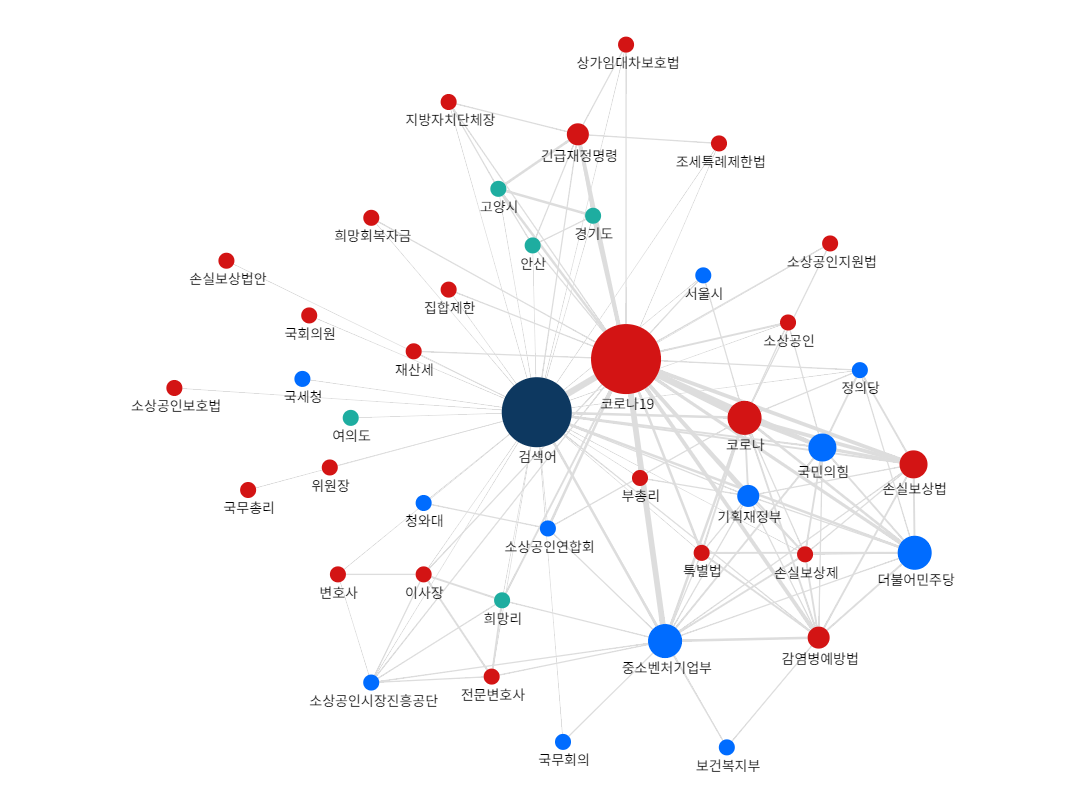 상가임대차보호법
지방자치단체장
긴급재정명령
조세특례제한법
고양시
희망회복자금
경기도
안산
소상공인지원법
손실보상법안
서울시
집합제한
국회의원
소상공인
재산세
정의당
국세청
코로나19
소상공인보호법
여의도
코로나
검색어
국민의힘
위원장
손실보상법
부총리
국무총리
기획재정부
청와대
소상공인연합회
특별법
손실보상제
더불어민주당
변호사
이사장
희망리
감염병예방법
중소벤처기업부
전문변호사
소상공인시장진흥공단
국무회의
보건복지부